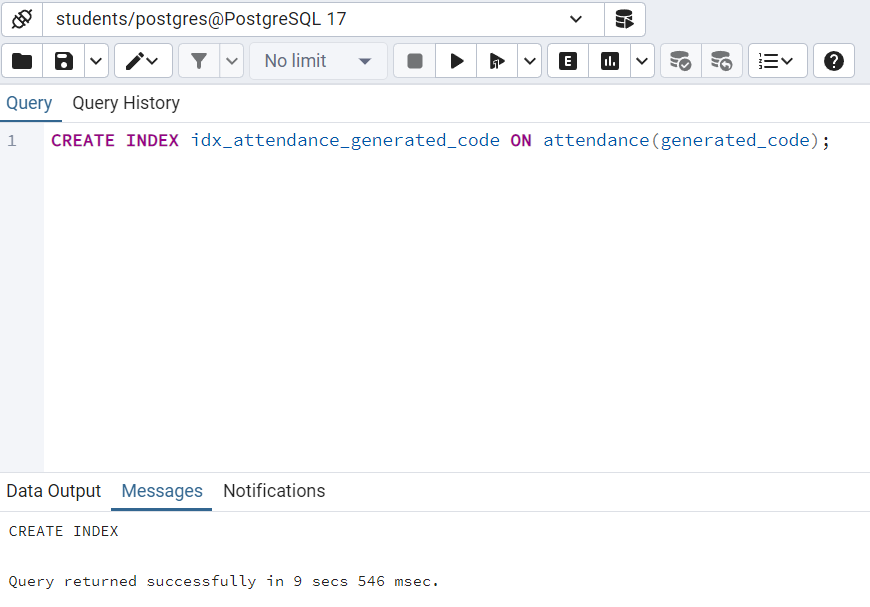 students/postgres@PostgreSQL 17
No limit
E
Query Query History
1 CREATE INDEX idx_attendance_generated_code ON attendance(generated_code);
Data Output Messages Notifications
CREATE INDEX
Query returned successfully in 9 secs 546 msec.